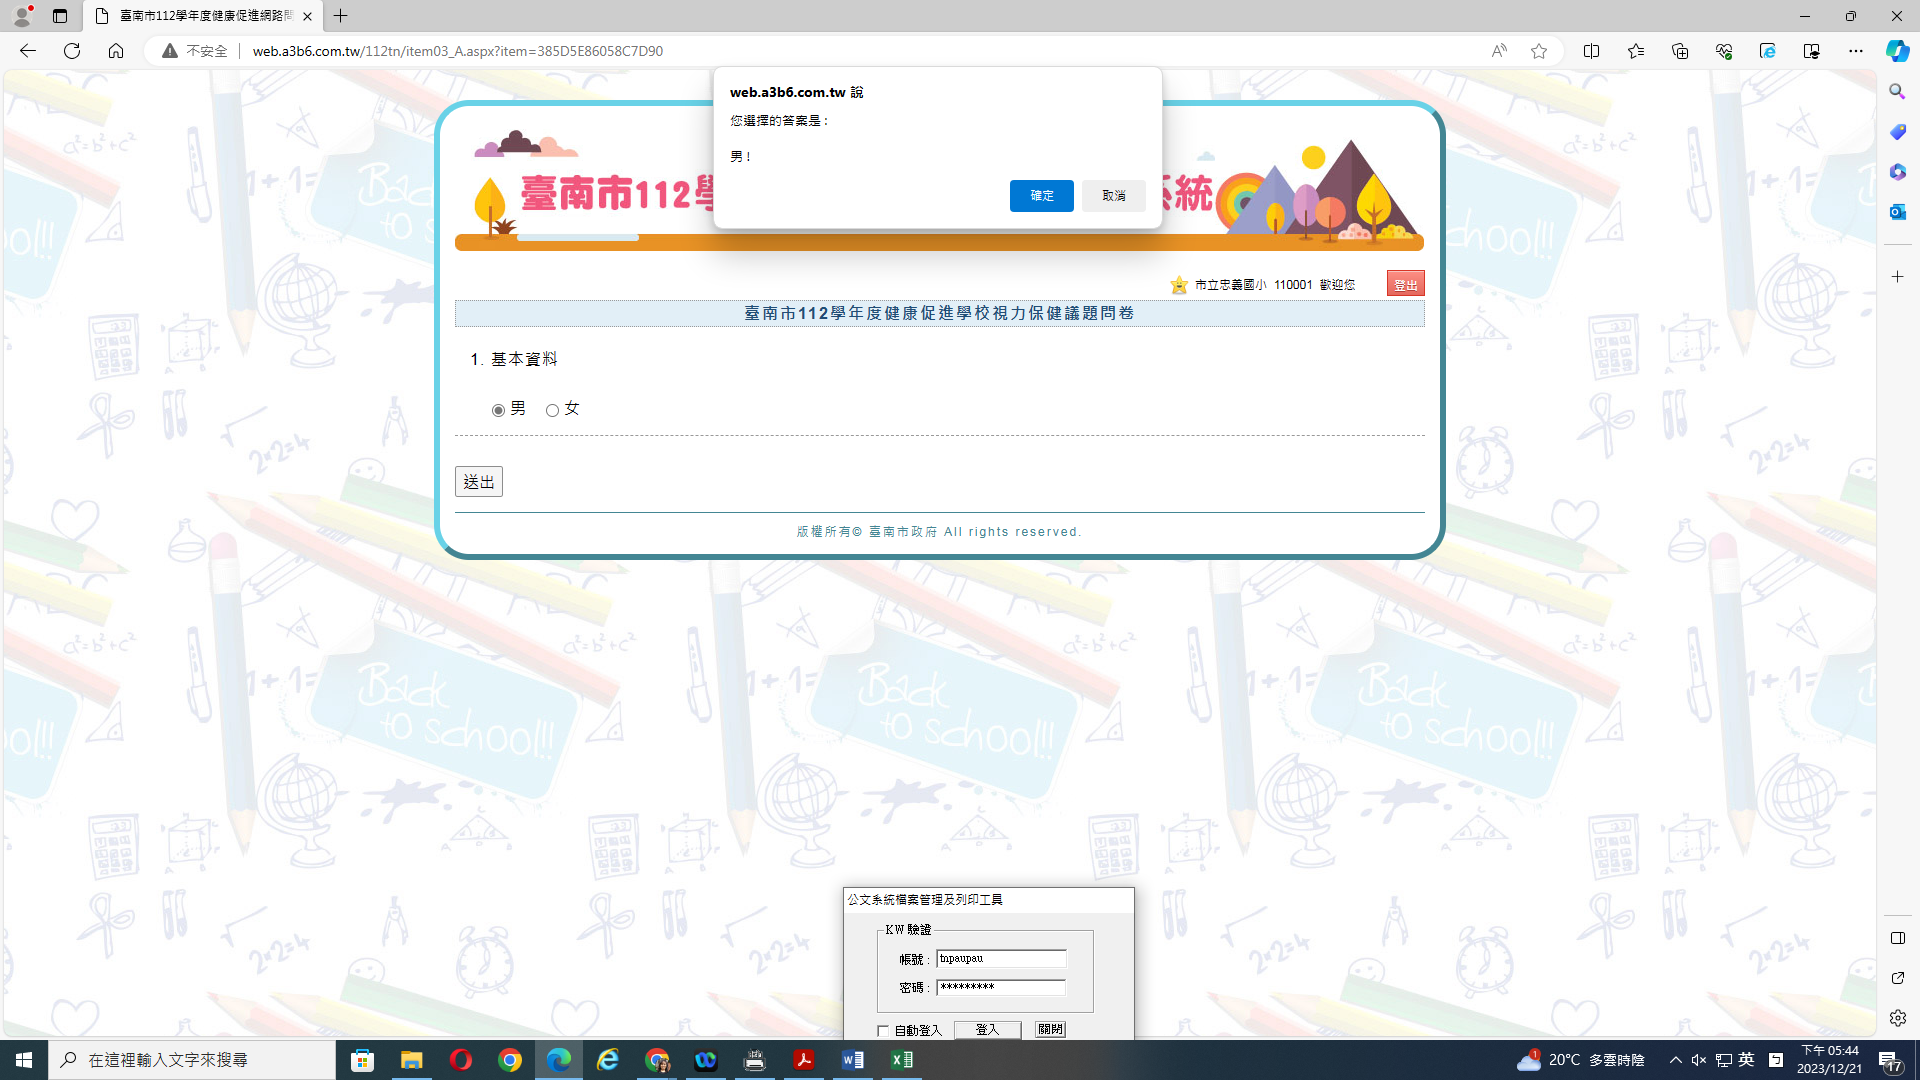 臺南市112學年度健康促進網路問
不安全
web.a3b6.com.tw/112tn/item03_A.aspx?item=385D5E86058C7D90
web.a3b6.com.tw 說
您選擇的答案是 :
男 !
確定
取消
臺南市112
系統
市立忠義國小 110001 歡迎您
登出
臺南市112學年度健康促進學校視力保健議題問卷
1. 基本資料
男
女
送出
版權所有© 臺南市政府 All rights reserved.
Back to school!!!
公文系統檔案管理及列印工具
KW 驗證
帳號 : tnpaupau
密碼 : *********
自動登入
登入
關閉
在這裡輸入文字來搜尋
20°C 多雲時陰
英
下午 05:44
2023/12/21
17